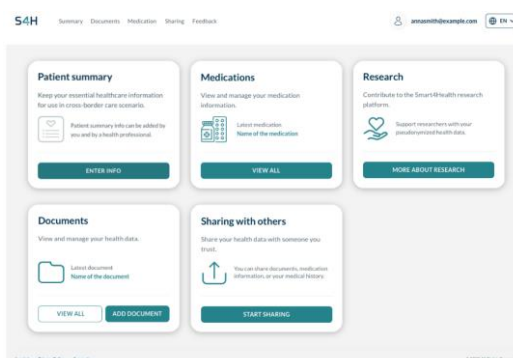 S4H
Summary Documents Medication Sharing Feedback
annasmith@example.com
EN
Patient summary
Keep your essential healthcare information
for use in cross-border care scenario.
Patient summary info can be added by
you and by a health professional.
ENTER INFO
Medications
View and manage your medication
information.
Latest medication
Name of the medication
VIEW ALL
Research
Contribute to the Smart4Health research
platform.
Support researchers with your
pseudonymized health data.
MORE ABOUT RESEARCH
Documents
View and manage your health data.
Latest document
Name of the document
VIEW ALL
ADD DOCUMENT
Sharing with others
Share your health data with someone you
trust.
You can share documents, medication
information, or your medical history.
START SHARING